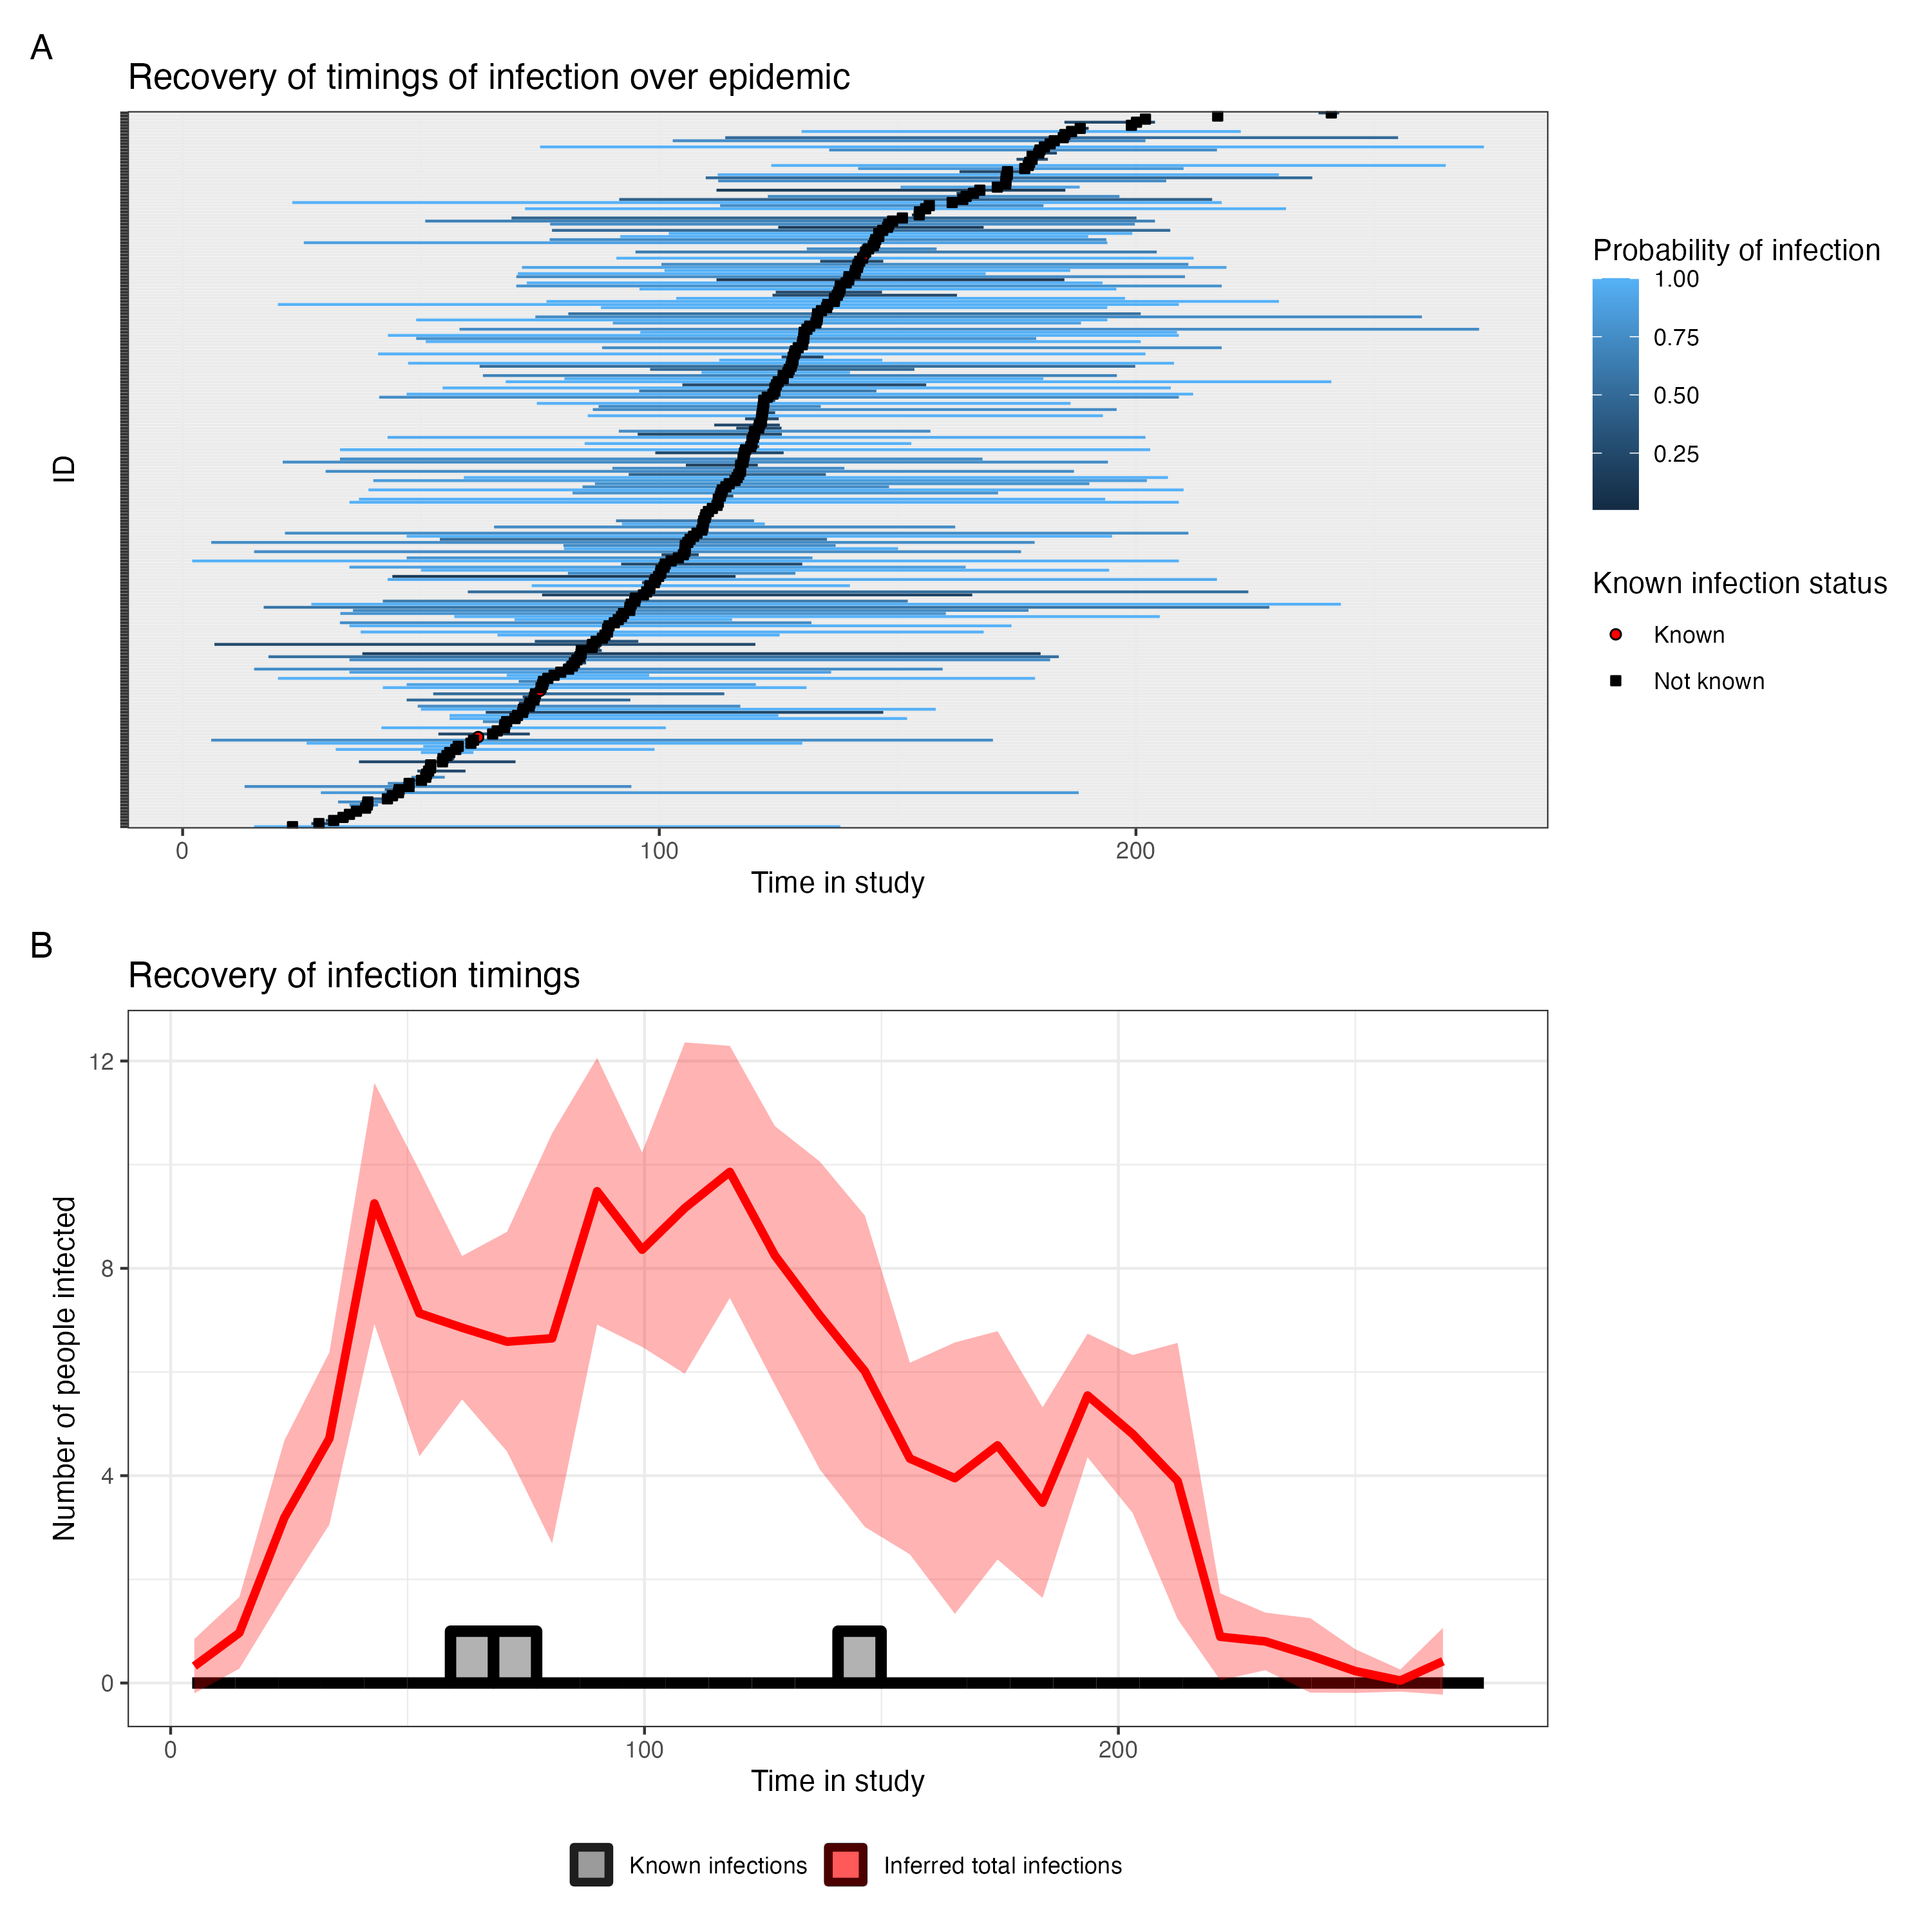 A
Recovery of timings of infection over epidemic
ID
0 100 200
Time in study
Probability of infection
1.00
0.75
0.50
0.25
Known infection status
Known
Not known
B
Recovery of infection timings
Number of people infected
12
8
4
0
0 100 200
Time in study
Known infections Inferred total infections